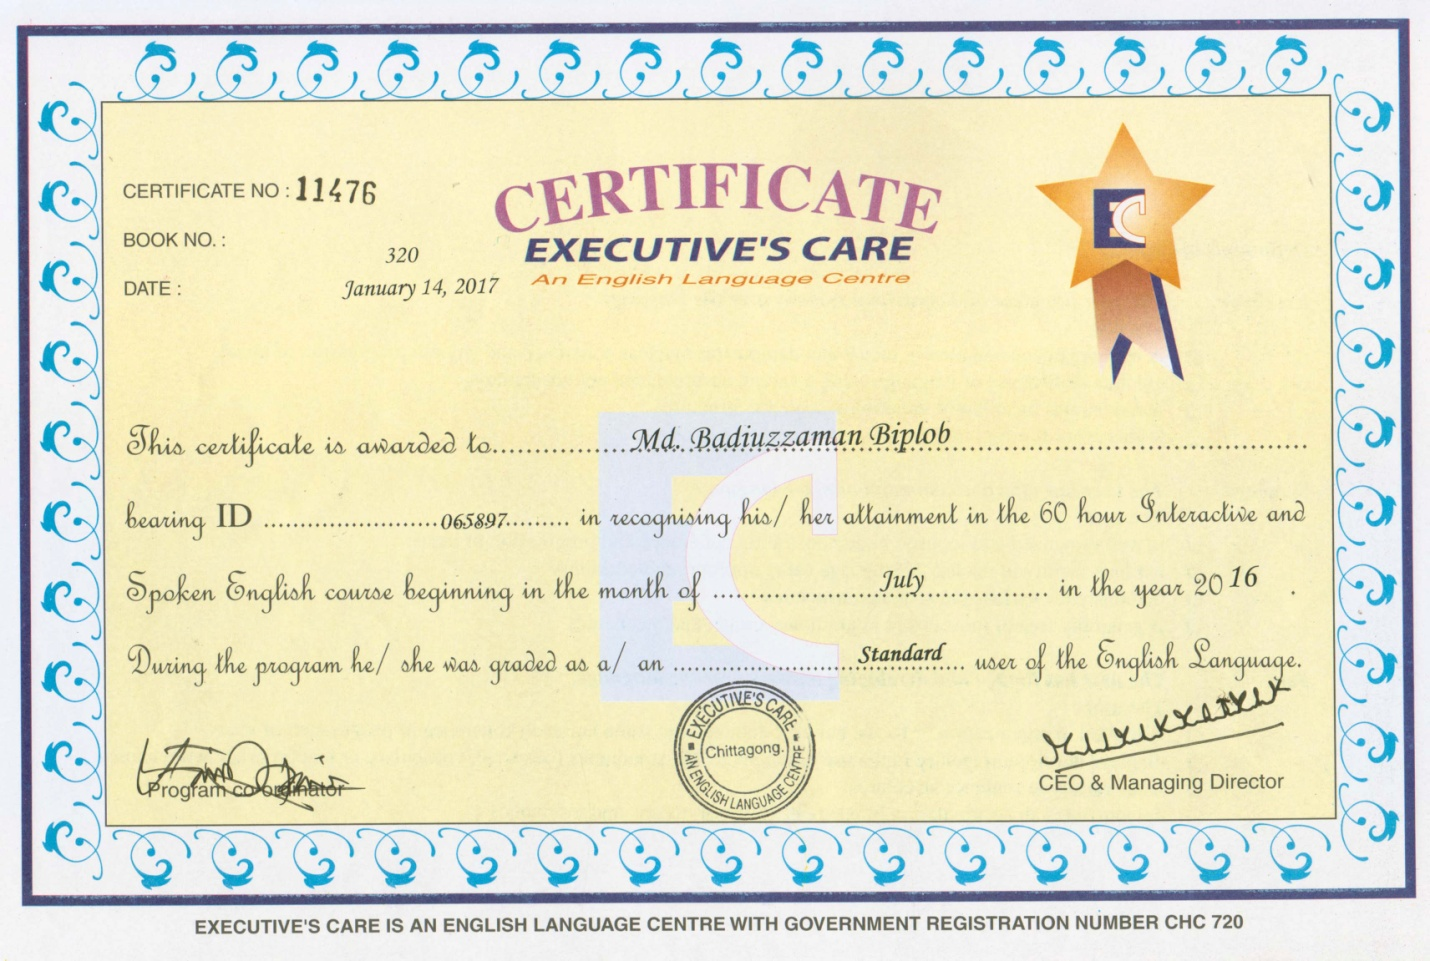 CERTIFICATE NO : 11476
BOOK NO. : 320
DATE : January 14, 2017
CERTIFICATE
EXECUTIVE'S CARE
An English Language Centre
EC
This certificate is awarded to Md. Badiuzzaman Biplob
bearing ID 065897 in recognising his/ her attainment in the 60 hour Interactive and
Spoken English course beginning in the month of July in the year 2016 .
During the program he/ she was graded as a/ an Standard user of the English Language.
EXECUTIVE'S CARE
Chittagong.
AN ENGLISH LANGUAGE CENTRE
Program co-ordinator
CEO & Managing Director
EXECUTIVE'S CARE IS AN ENGLISH LANGUAGE CENTRE WITH GOVERNMENT REGISTRATION NUMBER CHC 720